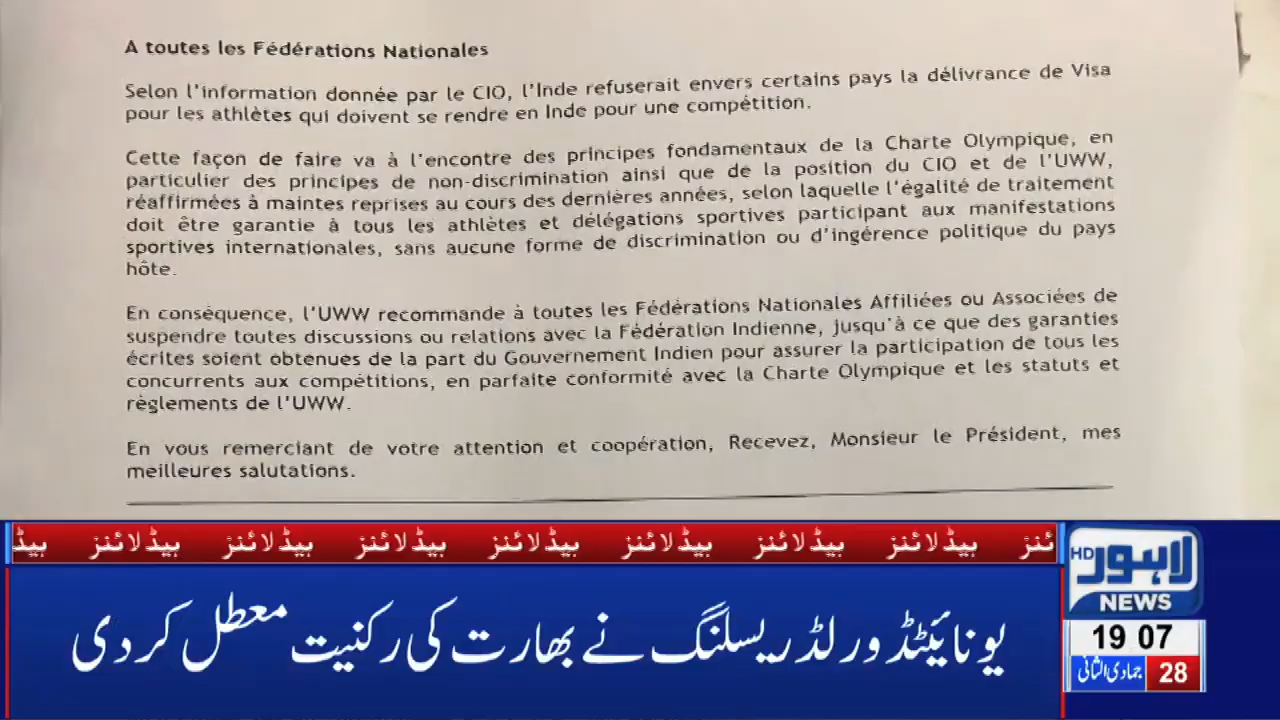 A toutes les Fédérations Nationales
Selon l'information donnée par le CIO, l'Inde refuserait envers certains pays la délivrance de Visa
pour les athlètes qui doivent se rendre en Inde pour une compétition.
Cette façon de faire va à l'encontre des principes fondamentaux de la Charte Olympique, en
particulier des principes de non-discrimination ainsi que de la position du CIO et de l'UWW,
réaffirmées à maintes reprises au cours des dernières années, selon laquelle l'égalité de traitement
doit être garantie à tous les athlètes et délégations sportives participant aux manifestations
sportives internationales, sans aucune forme de discrimination ou d'ingérence politique du pays
hôte.
En conséquence, l'UWW recommande à toutes les Fédérations Nationales Affiliées ou Associées de
suspendre toutes discussions ou relations avec la Fédération Indienne, jusqu'à ce que des garanties
écrites soient obtenues de la part du Gouvernement Indien pour assurer la participation de tous les
concurrents aux compétitions, en parfaite conformité avec la Charte Olympique et les statuts et
règlements de l'UWW.
En vous remerciant de votre attention et coopération, Recevez, Monsieur le Président, mes
meilleures salutations.
ئنز ہیڈلائنز ہیڈلائنز ہیڈلائنز ہیڈلائنز ہیڈلائنز ہیڈلائنز ہیڈلائنز ہیڈ
یونائیٹڈ ورلڈ ریسلنگ نے بھارت کی رکنیت معطل کر دی
لاہور HD
NEWS
19 07
28 جمادی الثانی